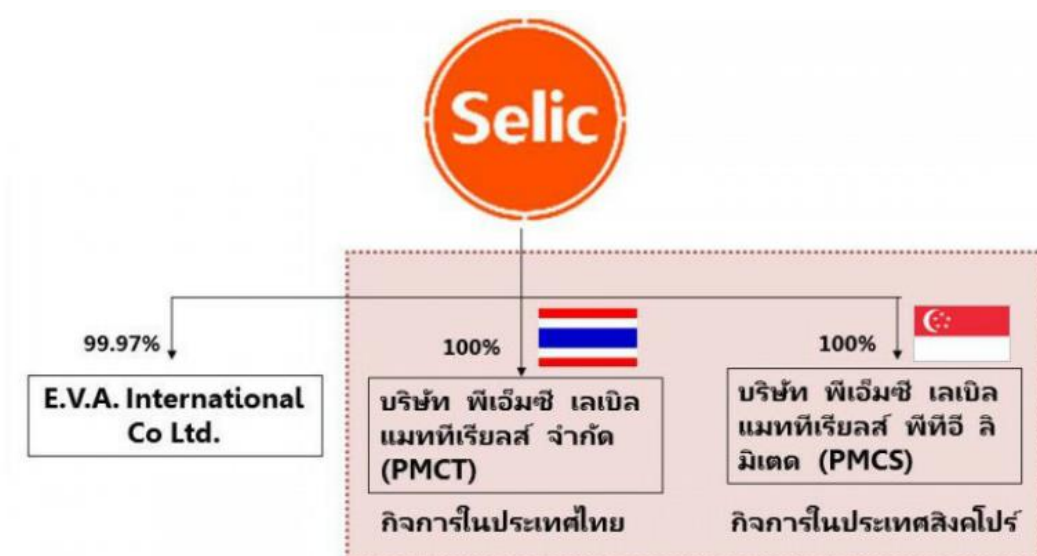 Selic
99.97%
100%
100%
E.V.A. International
Co Ltd.
บริษัท พีเอ็มซี เลเบิล
แมททีเรียลส์ จำกัด
(PMCT)
บริษัท พีเอ็มซี เลเบิล
แมททีเรียลส์ พีทีอี ลิ
มิเตด (PMCS)
กิจการในประเทศไทย
กิจการในประเทศสิงคโปร์